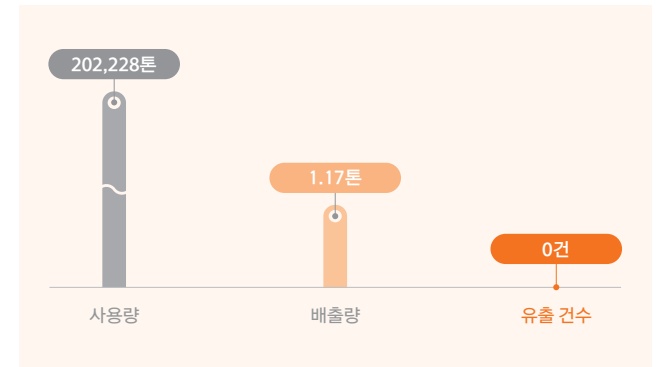 202,228톤
1.17톤
0건
사용량
배출량
유출 건수